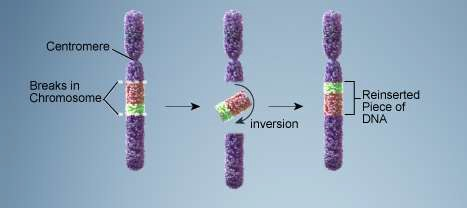 Centromere
Breaks in
Chromosome
inversion
Reinserted
Piece of
DNA